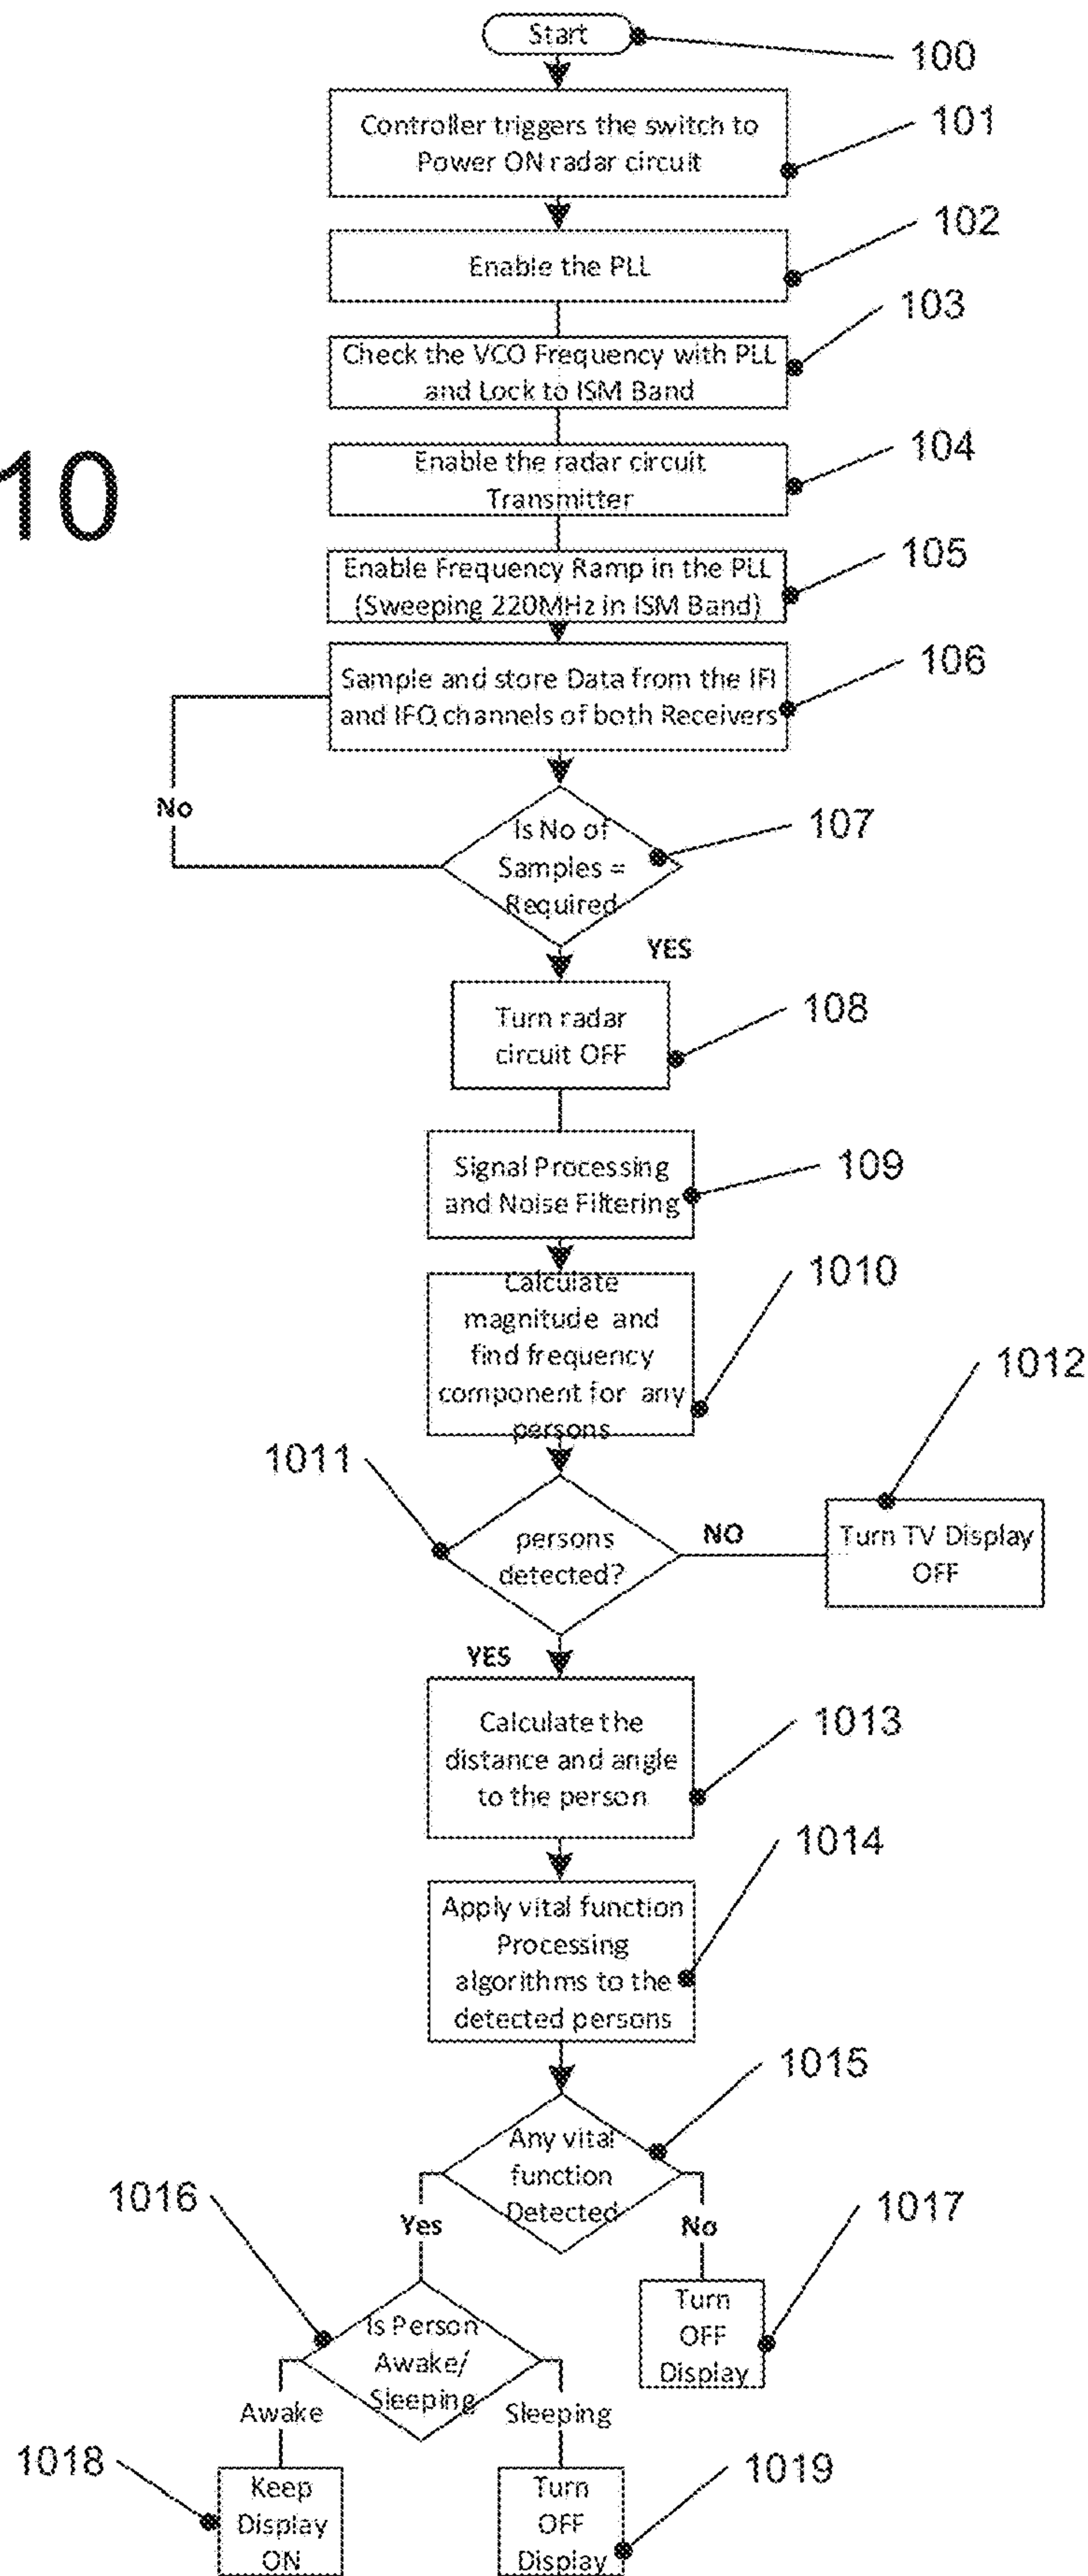 Start
100
Controller triggers the switch to
Power ON radar circuit
101
Enable the PLL
102
Check the VCO Frequency with PLL
and Lock to ISM Band
103
10
Enable the radar circuit
Transmitter
104
Enable Frequency Ramp in the PLL
(Sweeping 220MHz in ISM Band)
105
Sample and store Data from the IFI
and IFQ channels of both Receivers
106
No
Is No of
Samples =
Required
107
YES
Turn radar
circuit OFF
108
Signal Processing
and Noise Filtering
109
Calculate
magnitude and
find frequency
component for any
persons
1010
1011
persons
detected?
NO
1012
Turn TV Display
OFF
YES
Calculate the
distance and angle
to the person
1013
Apply vital function
Processing
algorithms to the
detected persons
1014
Any vital
function
Detected
1015
Yes
No
1016
Is Person
Awake/
Sleeping
1017
Turn
OFF
Display
Awake
Sleeping
1018
Keep
Display
ON
Turn
OFF
Display
1019